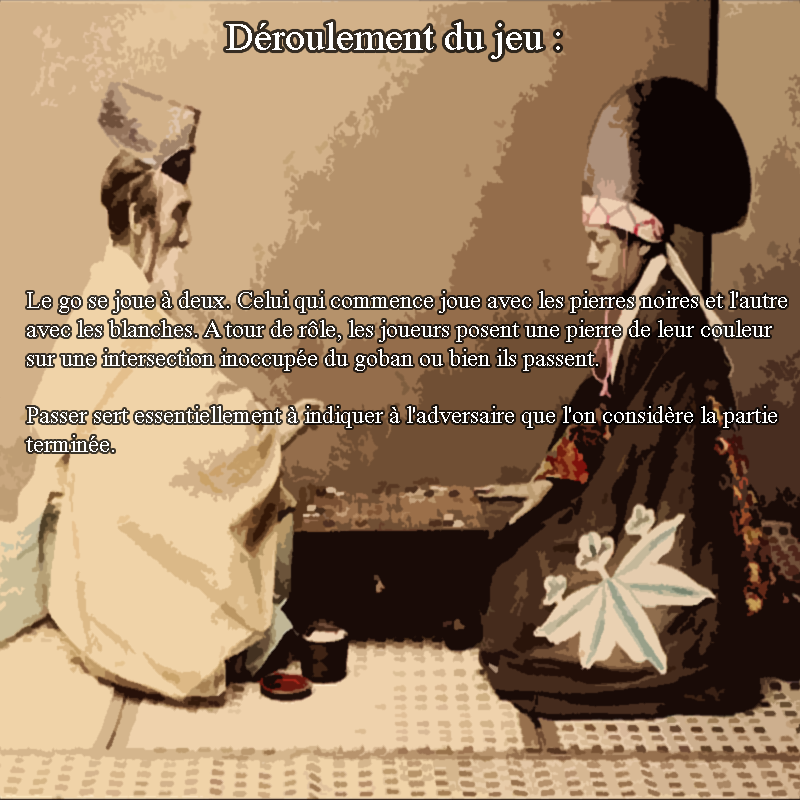 Déroulement du jeu :
Le go se joue à deux. Celui qui commence joue avec les pierres noires et l'autre
avec les blanches. A tour de rôle, les joueurs posent une pierre de leur couleur
sur une intersection inoccupée du goban ou bien ils passent.
Passer sert essentiellement à indiquer à l'adversaire que l'on considère la partie
terminée.